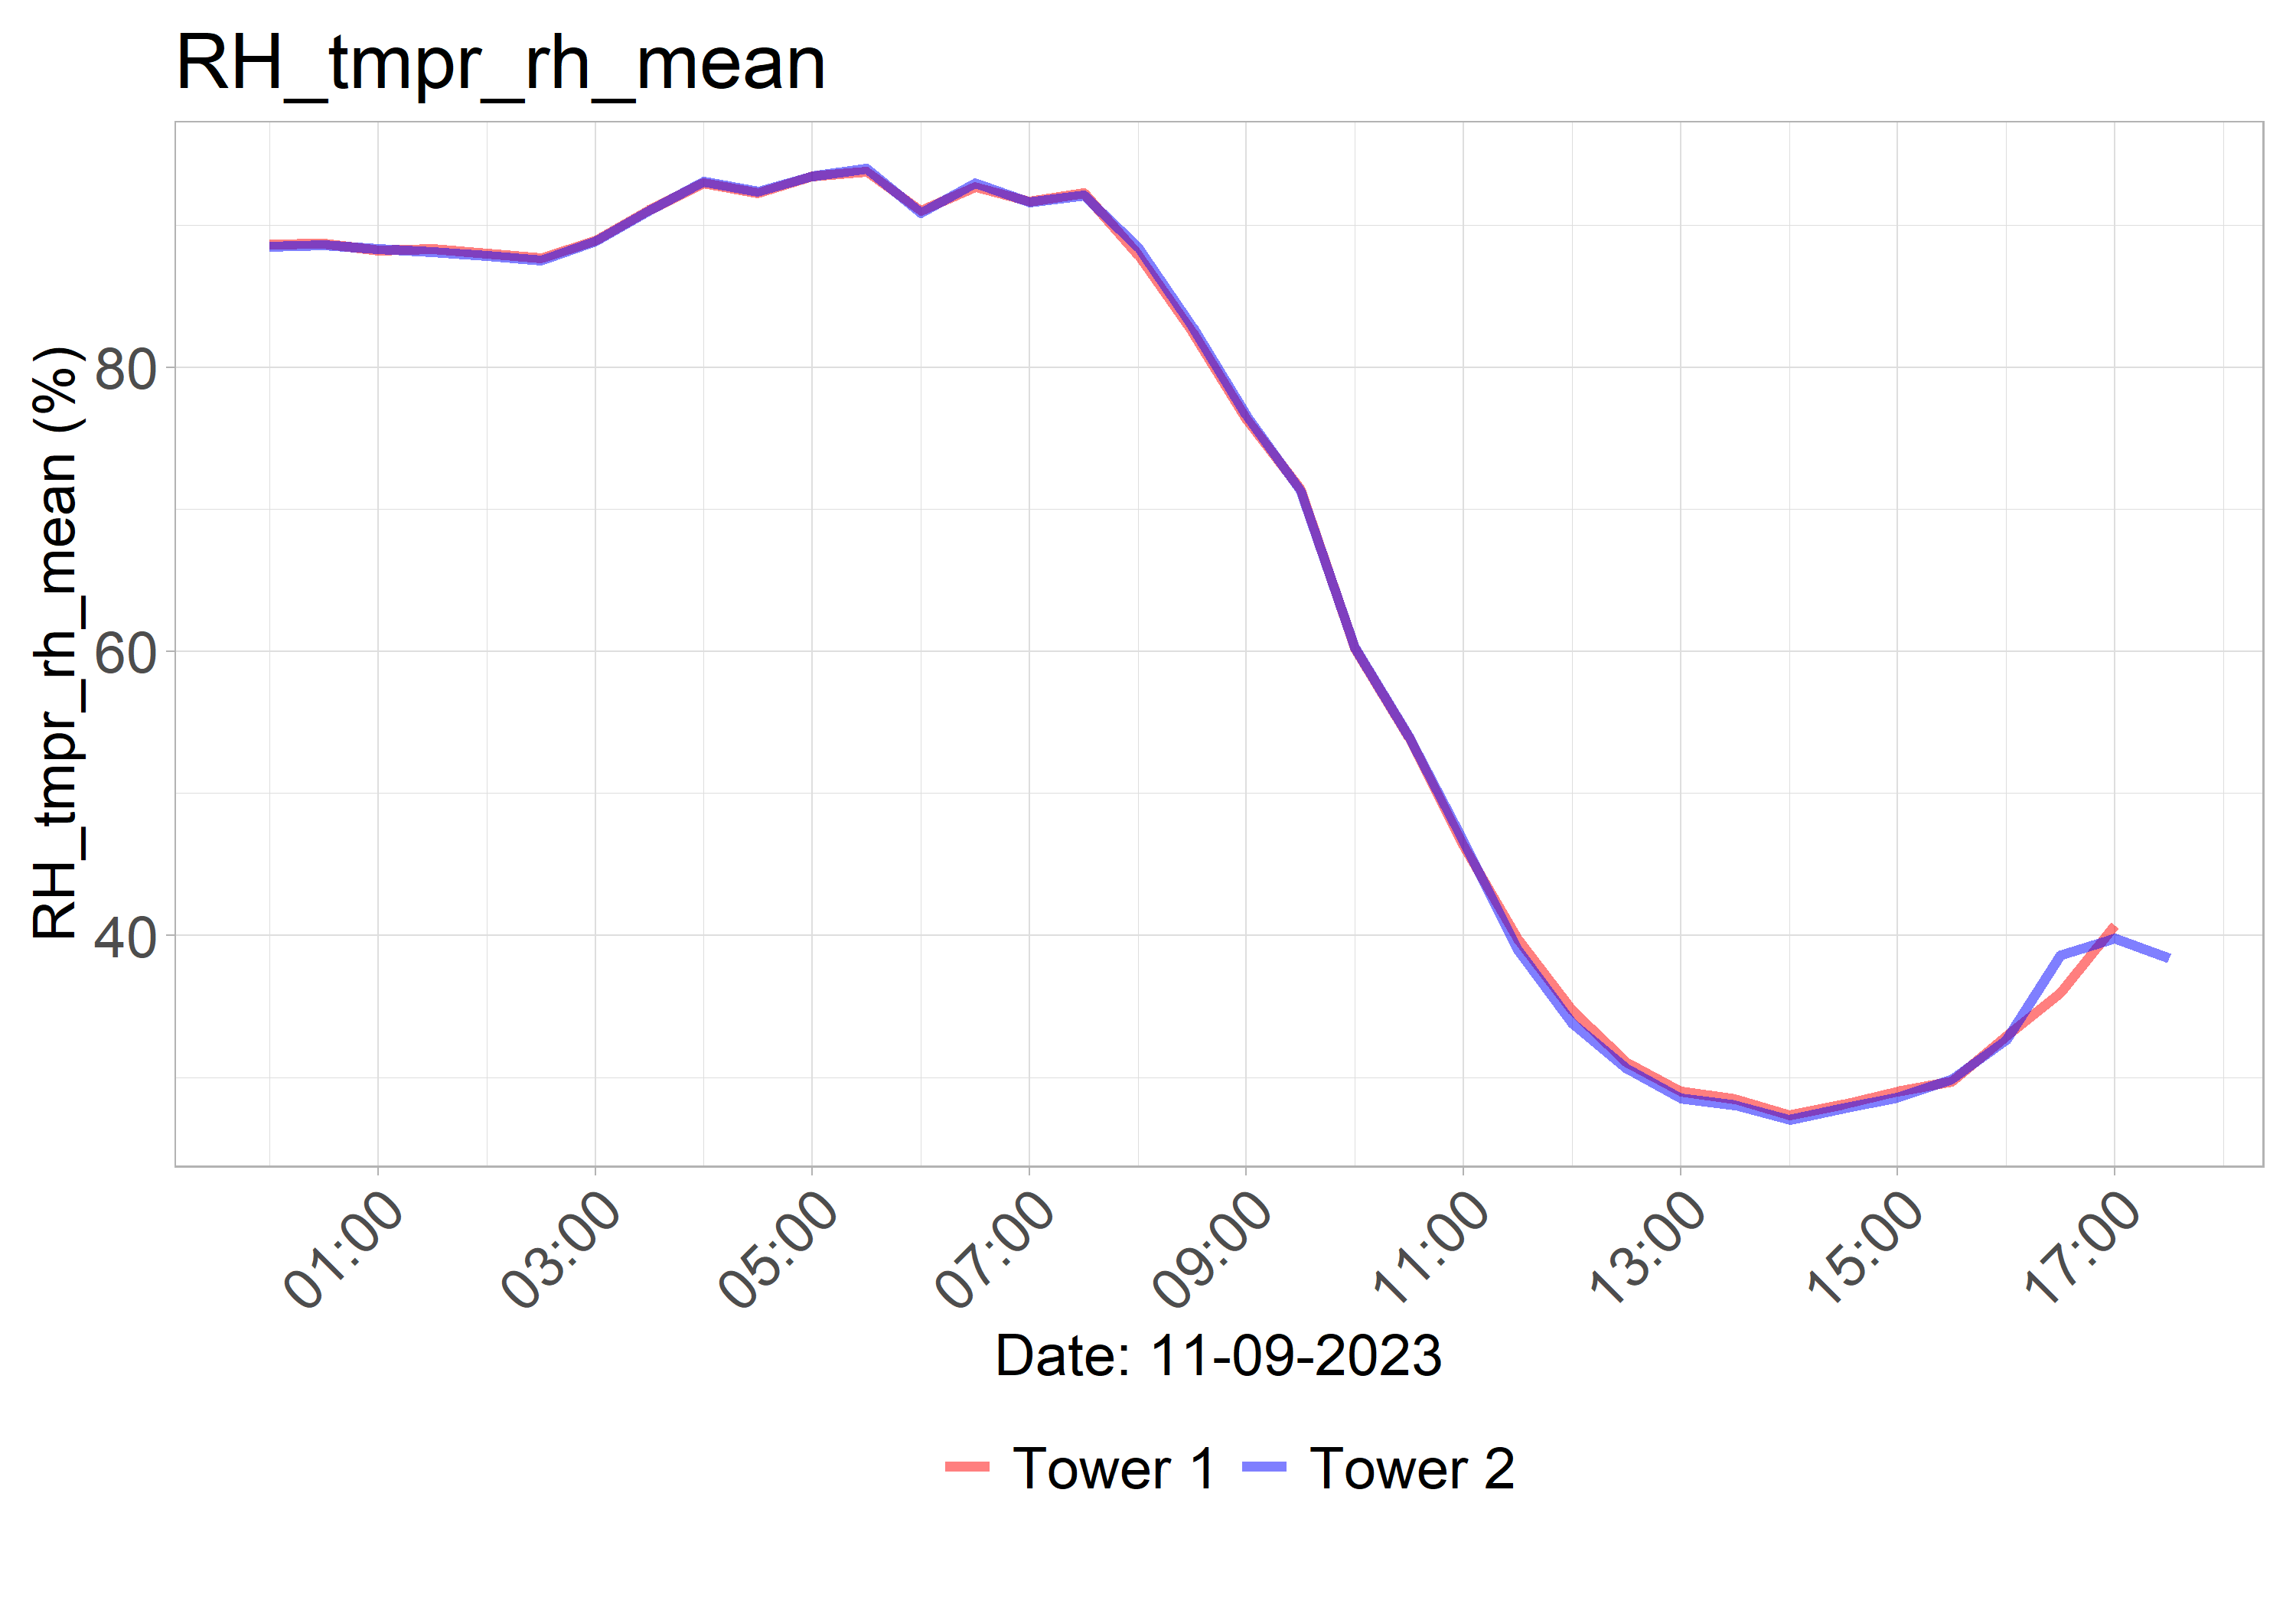 RH_tmpr_rh_mean
RH_tmpr_rh_mean (%)
80
60
40
01:00 03:00 05:00 07:00 09:00 11:00 13:00 15:00 17:00
Date: 11-09-2023
Tower 1 Tower 2